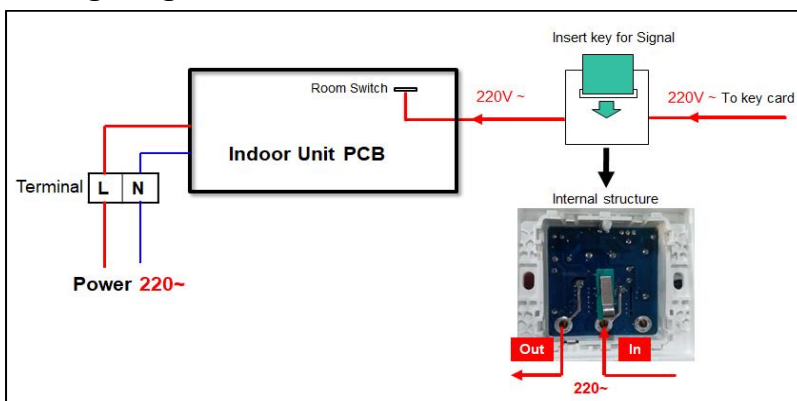 Insert key for Signal
Room Switch
220V ~
220V ~ To key card
Indoor Unit PCB
Terminal
L N
Internal structure
Power 220~
Out
In
220~